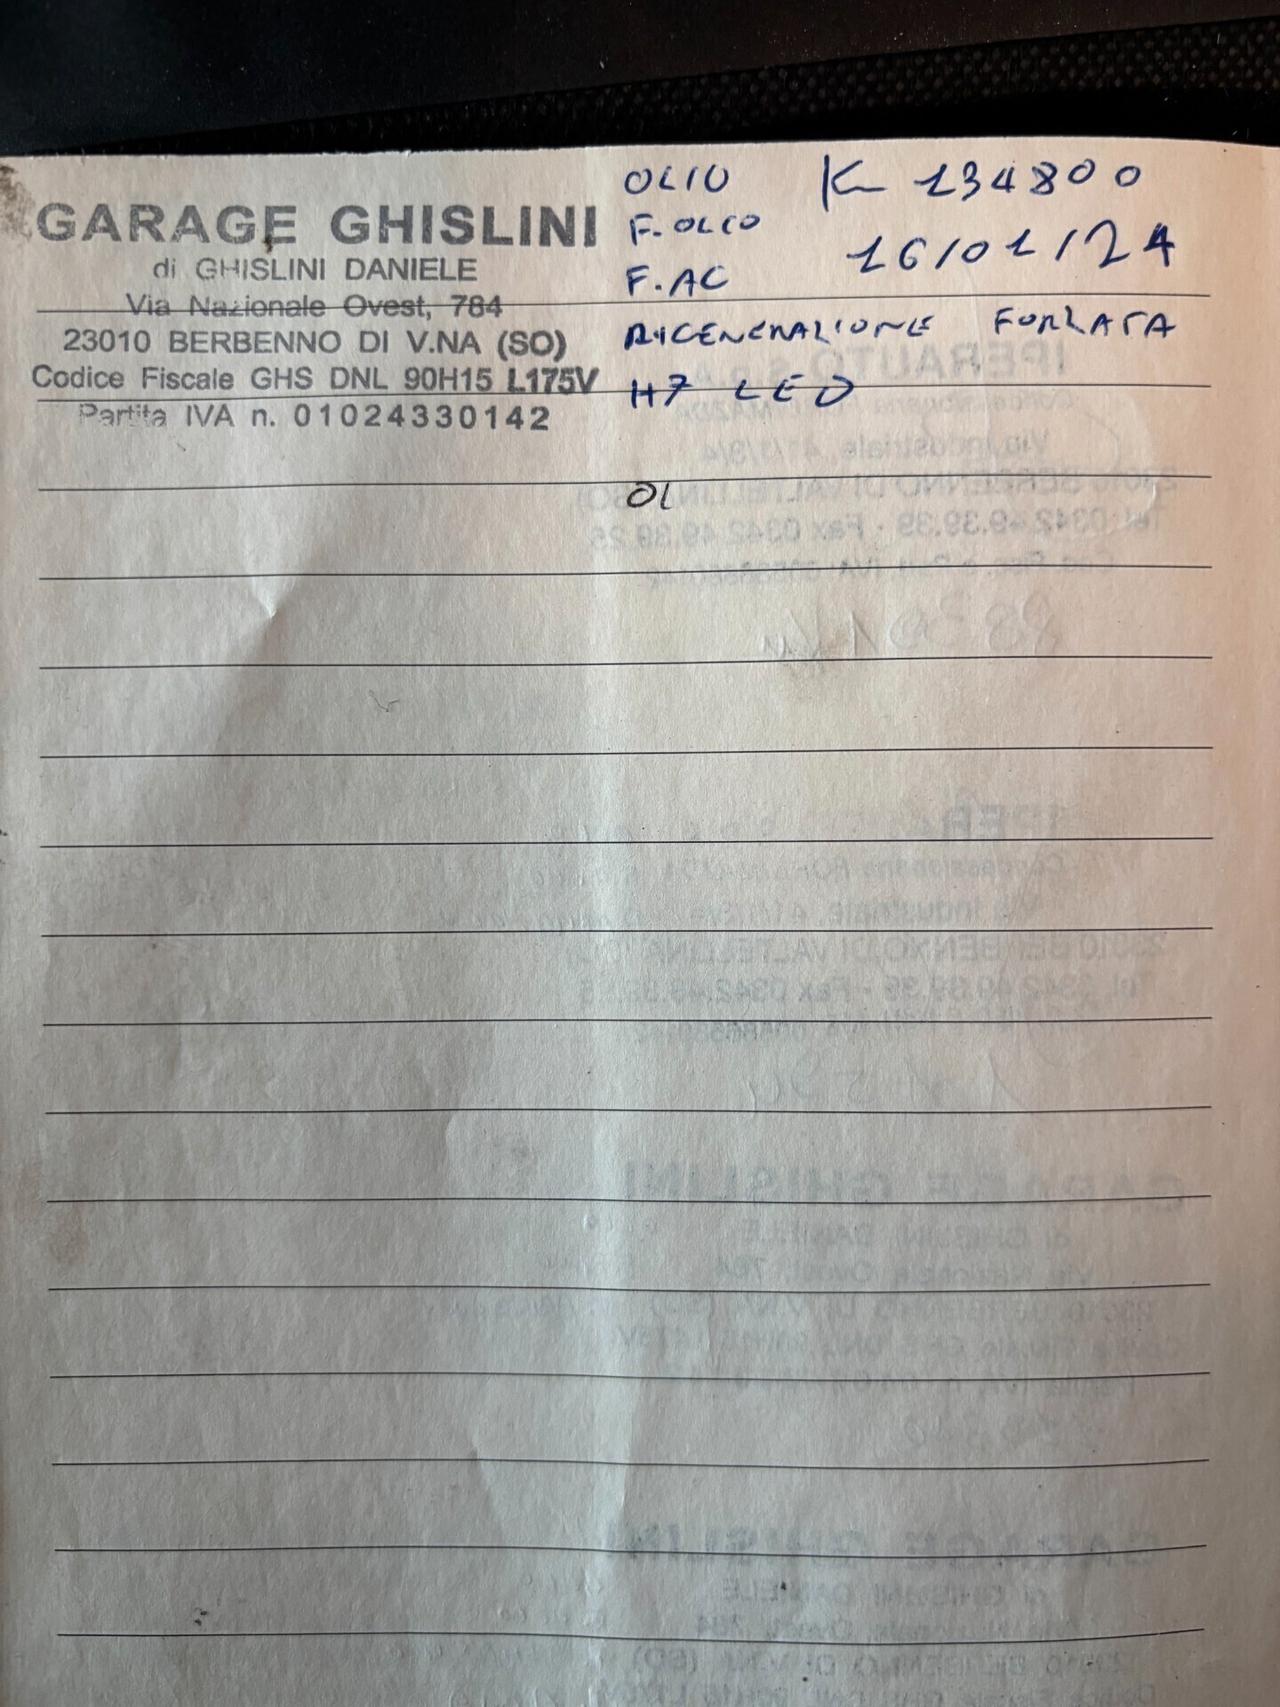 GARAGE GHISLINI
di GHISLINI DANIELE
Via Nazionale Ovest, 784
23010 BERBENNO DI V.NA (SO)
Codice Fiscale GHS DNL 90H15 L175V
Partita IVA n. 01024330142
OLIO K 134800
F. OLIO 16/01/24
F. AC
RIGENERAZIONE FORZATA
H7 LED
OL